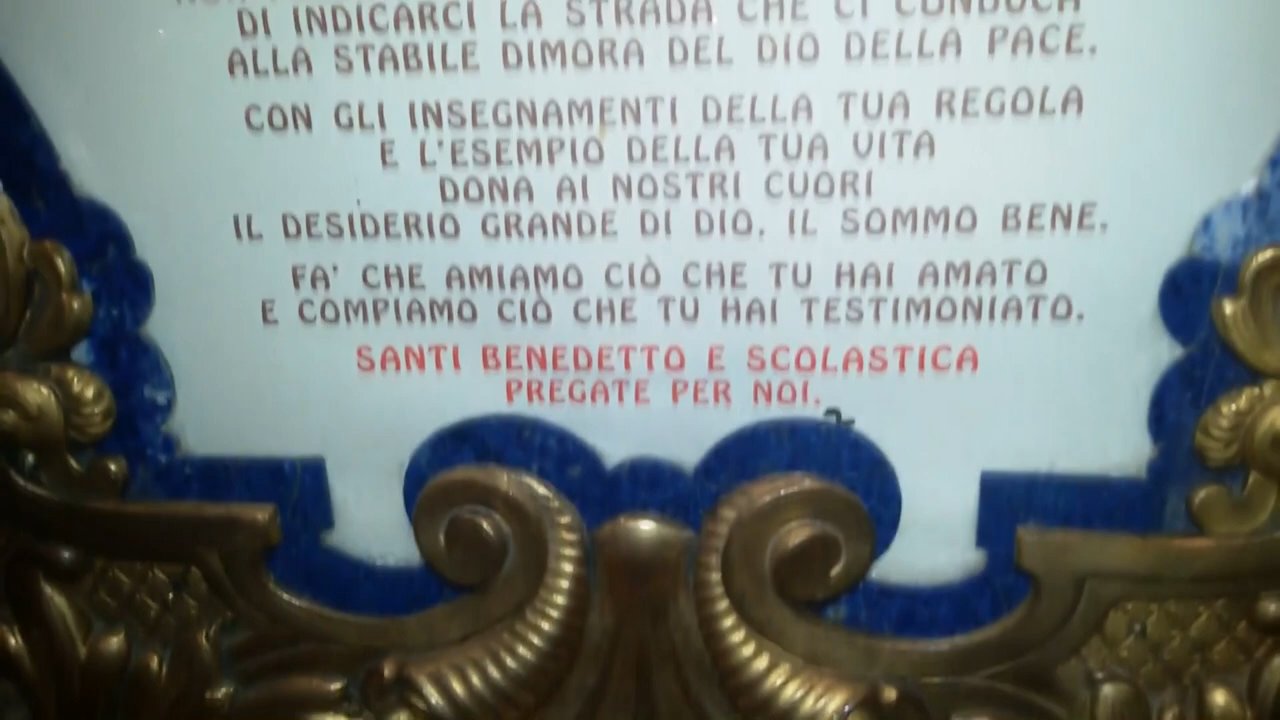 DI INDICARCI LA STRADA CHE CI CONDUCA
ALLA STABILE DIMORA DEL DIO DELLA PACE.
CON GLI INSEGNAMENTI DELLA TUA REGOLA
E L'ESEMPIO DELLA TUA VITA
DONA AI NOSTRI CUORI
IL DESIDERIO GRANDE DI DIO, IL SOMMO BENE.
FA' CHE AMIAMO CIÒ CHE TU HAI AMATO
E COMPIAMO CIÒ CHE TU HAI TESTIMONIATO.
SANTI BENEDETTO E SCOLASTICA
PREGATE PER NOI.